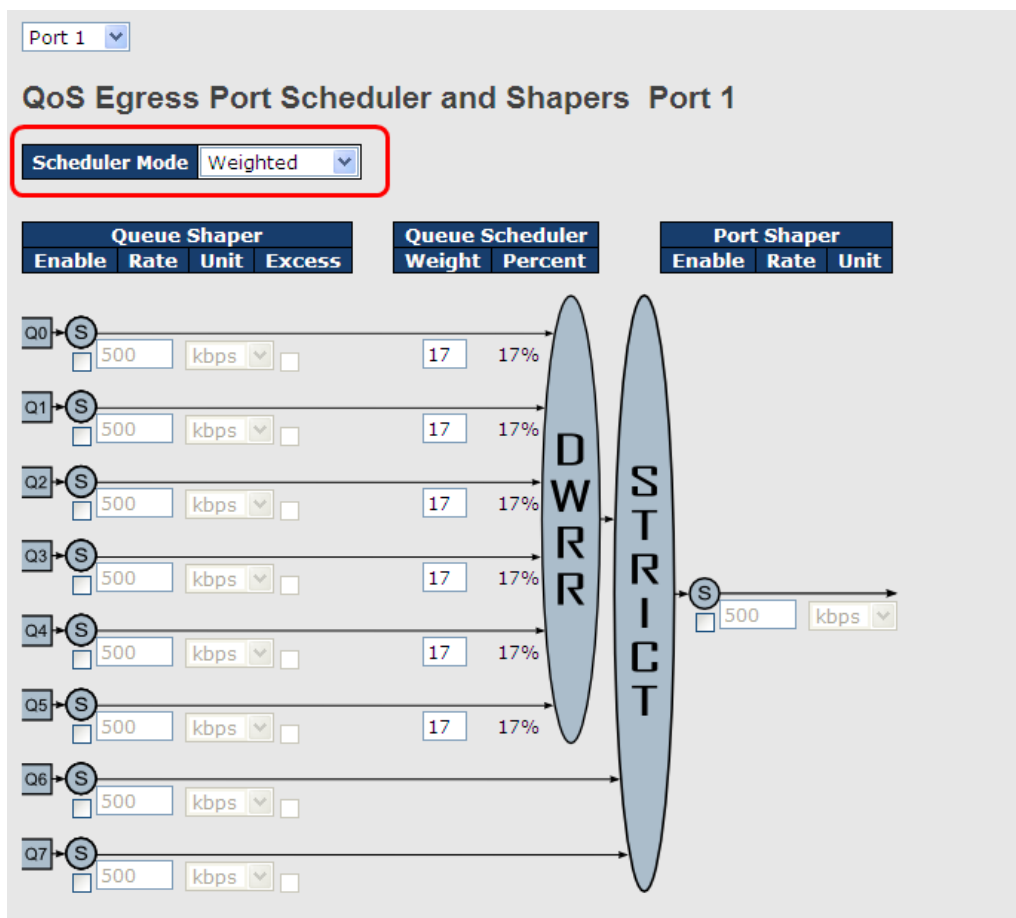 Port 1
QoS Egress Port Scheduler and Shapers Port 1
Scheduler Mode Weighted
Queue Shaper Queue Scheduler Port Shaper
Enable Rate Unit Excess Weight Percent Enable Rate Unit
Q0 S
500 kbps 17 17%
Q1 S
500 kbps 17 17%
Q2 S
500 kbps 17 17%
Q3 S
500 kbps 17 17%
Q4 S
500 kbps 17 17%
Q5 S
500 kbps 17 17%
Q6 S
500 kbps
Q7 S
500 kbps
DWRR
STRICT
S
500 kbps